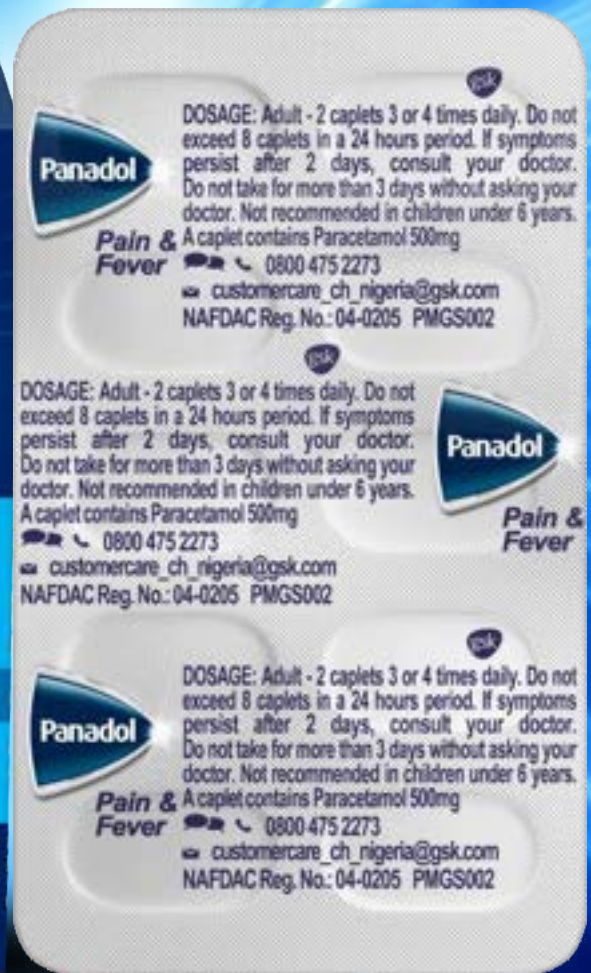 gsk
DOSAGE: Adult - 2 caplets 3 or 4 times daily. Do not
exceed 8 caplets in a 24 hours period. If symptoms
persist after 2 days, consult your doctor.
Do not take for more than 3 days without asking your
doctor. Not recommended in children under 6 years.
A caplet contains Paracetamol 500mg
0800 475 2273
customercare_ch_nigeria@gsk.com
NAFDAC Reg. No.: 04-0205 PMGS002
Panadol
Pain &
Fever
gsk
DOSAGE: Adult - 2 caplets 3 or 4 times daily. Do not
exceed 8 caplets in a 24 hours period. If symptoms
persist after 2 days, consult your doctor.
Do not take for more than 3 days without asking your
doctor. Not recommended in children under 6 years.
A caplet contains Paracetamol 500mg
0800 475 2273
customercare_ch_nigeria@gsk.com
NAFDAC Reg. No.: 04-0205 PMGS002
Panadol
Pain &
Fever
gsk
DOSAGE: Adult - 2 caplets 3 or 4 times daily. Do not
exceed 8 caplets in a 24 hours period. If symptoms
persist after 2 days, consult your doctor.
Do not take for more than 3 days without asking your
doctor. Not recommended in children under 6 years.
A caplet contains Paracetamol 500mg
0800 475 2273
customercare_ch_nigeria@gsk.com
NAFDAC Reg. No.: 04-0205 PMGS002
Panadol
Pain &
Fever